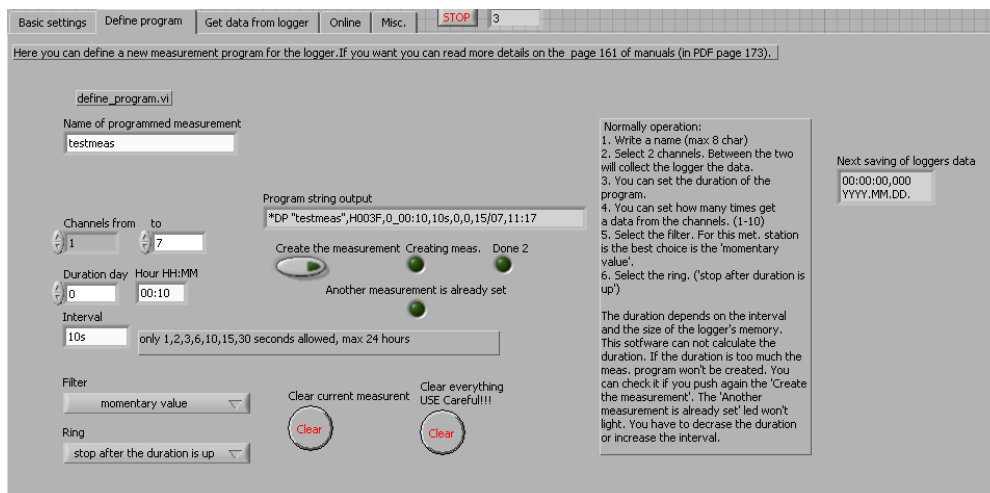 Basic settings
Define program
Get data from logger
Online
Misc.
STOP
3
Here you can define a new measurement program for the logger.If you want you can read more details on the page 161 of manuals (in PDF page 173).
define_program.vi
Name of programmed measurement
testmeas
Program string output
*DP "testmeas",H003F,0_00:10,10s,0,0,15/07,11:17
Channels from to
1
7
Create the measurement Creating meas. Done 2
Duration day Hour HH:MM
0
00:10
Another measurement is already set
Interval
10s
only 1,2,3,6,10,15,30 seconds allowed, max 24 hours
Filter
momentary value
Ring
stop after the duration is up
Clear current measurent
Clear
Clear everything
USE Careful!!!
Clear
Normally operation:
1. Write a name (max 8 char)
2. Select 2 channels. Between the two
will collect the logger the data.
3. You can set the duration of the
program.
4. You can set how many times get
a data from the channels. (1-10)
5. Select the filter. For this met. station
is the best choice is the 'momentary
value'.
6. Select the ring. ('stop after duration is
up')
The duration depends on the interval
and the size of the logger's memory.
This sotfware can not calculate the
duration. If the duration is too much the
meas. program won't be created. You
can check it if you push again the 'Create
the measurement'. The 'Another
measurement is already set' led won't
light. You have to decrase the duration
or increase the interval.
Next saving of loggers data
00:00:00,000
YYYY.MM.DD.